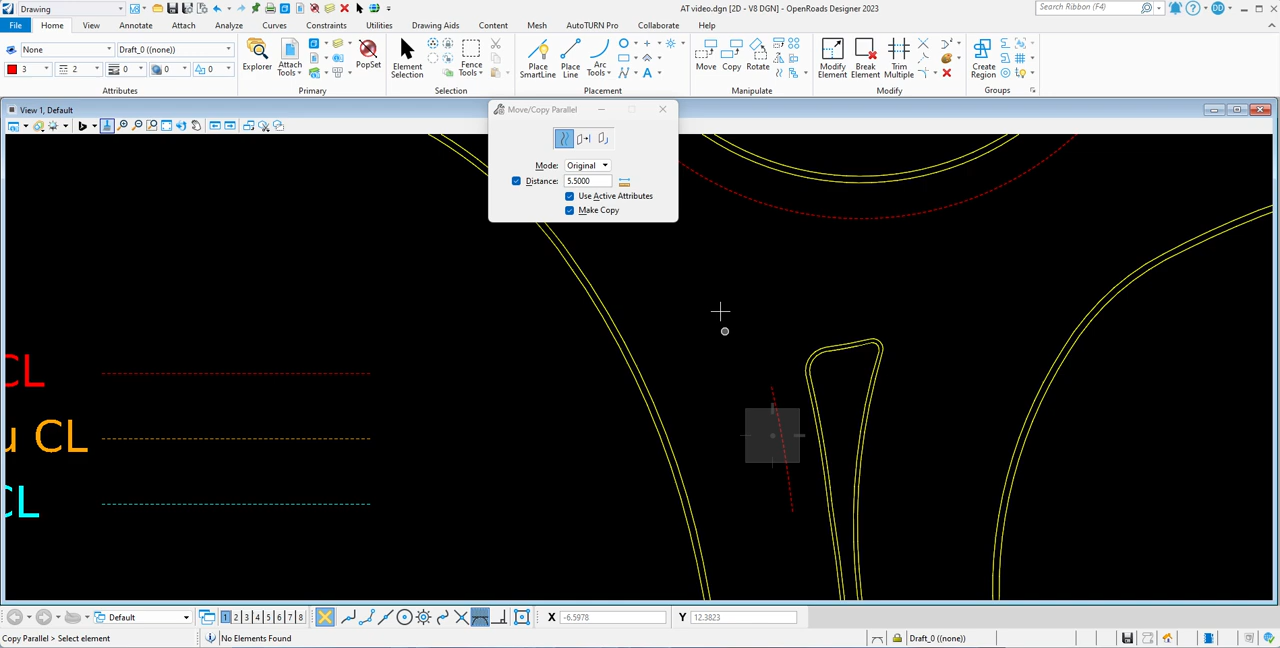 Drawing
AT video.dgn [2D - V8 DGN] - OpenRoads Designer 2023
Search Ribbon (F4)
DD
File Home View Annotate Attach Analyze Curves Constraints Utilities Drawing Aids Content Mesh AutoTURN Pro Collaborate Help
None Draft_0 ((none))
3 2 0 0 0
Attributes
Explorer Attach Tools PopSet
Primary
Element Selection Fence Tools
Selection
Place SmartLine Place Line Arc Tools
Placement
Move Copy Rotate
Manipulate
Modify Element Break Element Trim Multiple
Modify
Create Region
Groups
View 1, Default
Move/Copy Parallel
Mode: Original
Distance: 5.5000
Use Active Attributes
Make Copy
CL
u CL
CL
Default 1 2 3 4 5 6 7 8 X -6.5978 Y 12.3823
Copy Parallel > Select element No Elements Found Draft_0 ((none))